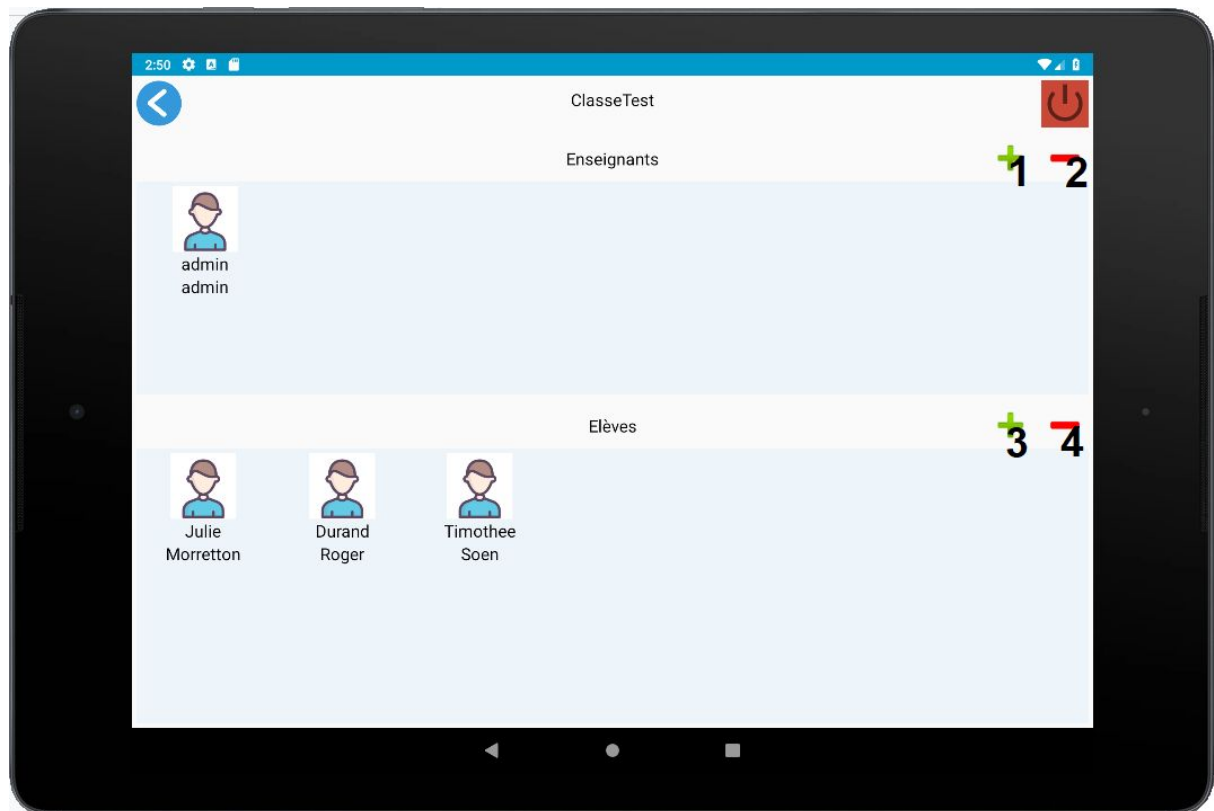 2:50
ClasseTest
Enseignants
1 2
admin
admin
Elèves
3 4
Julie Durand Timothee
Morretton Roger Soen